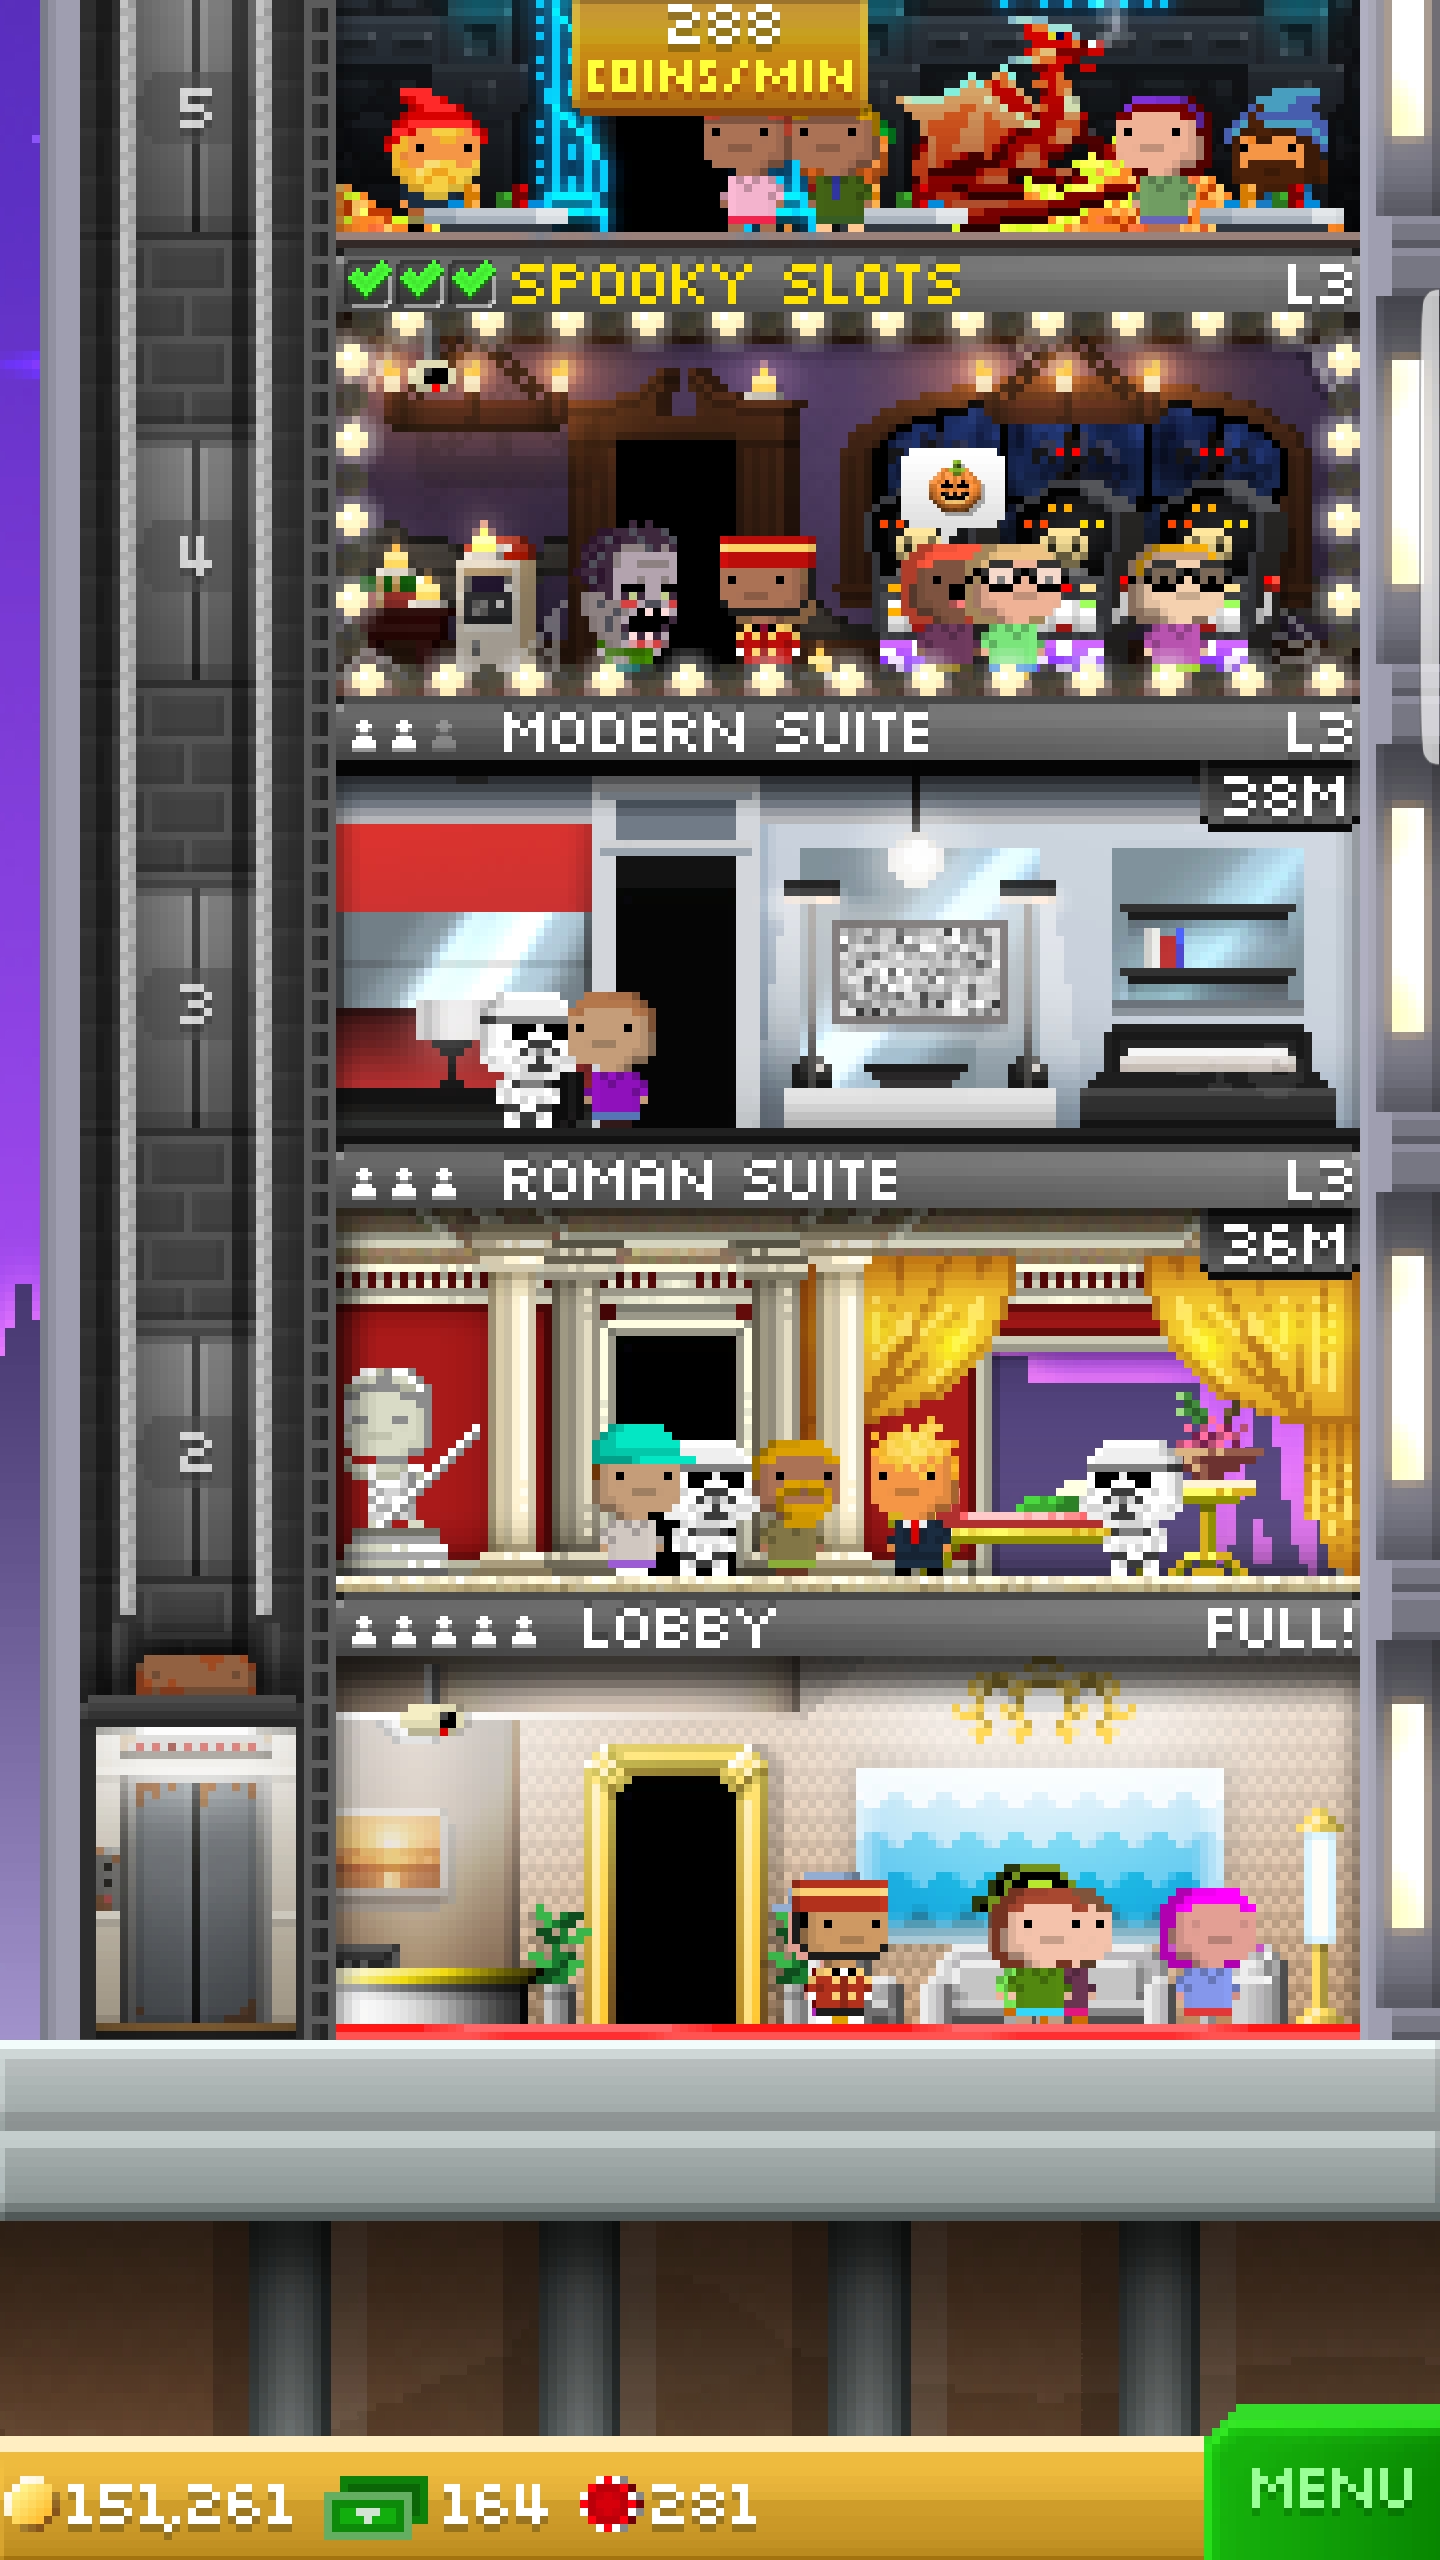 288
COINS/MIN
5
SPOOKY SLOTS L3
4
MODERN SUITE L3
38M
3
ROMAN SUITE L3
36M
2
LOBBY FULL!
151,261 164 281
MENU